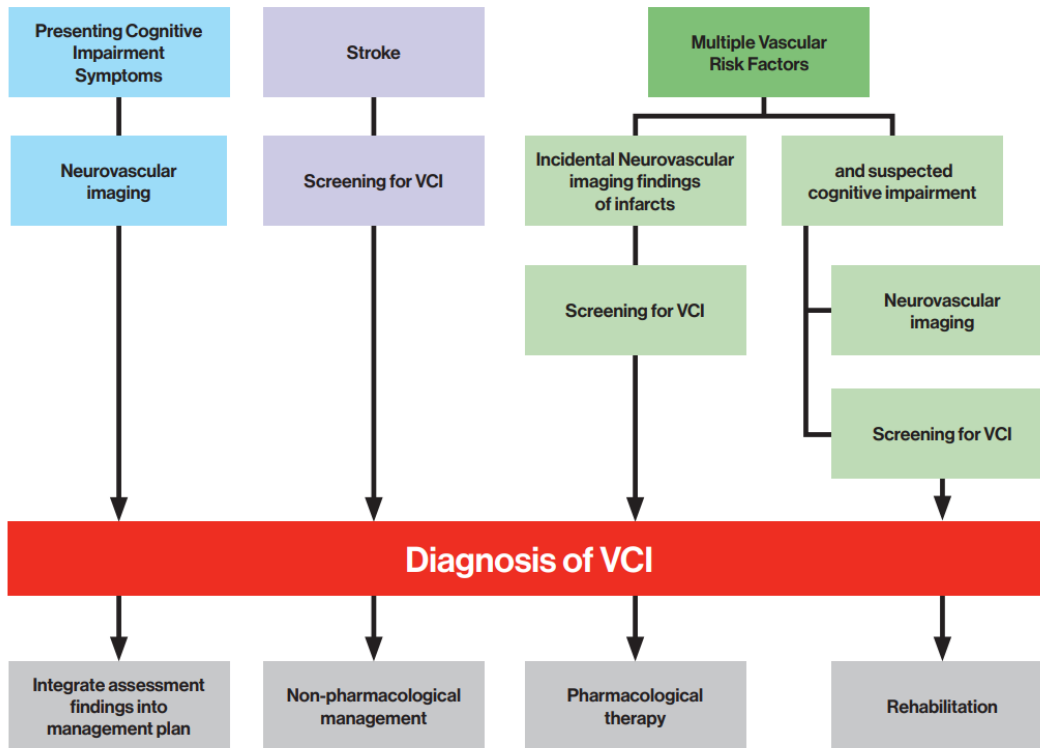 Presenting Cognitive
Impairment
Symptoms
Stroke
Multiple Vascular
Risk Factors
Neurovascular
imaging
Screening for VCI
Incidental Neurovascular
imaging findings
of infarcts
and suspected
cognitive impairment
Screening for VCI
Neurovascular
imaging
Screening for VCI
Diagnosis of VCI
Integrate assessment
findings into
management plan
Non-pharmacological
management
Pharmacological
therapy
Rehabilitation